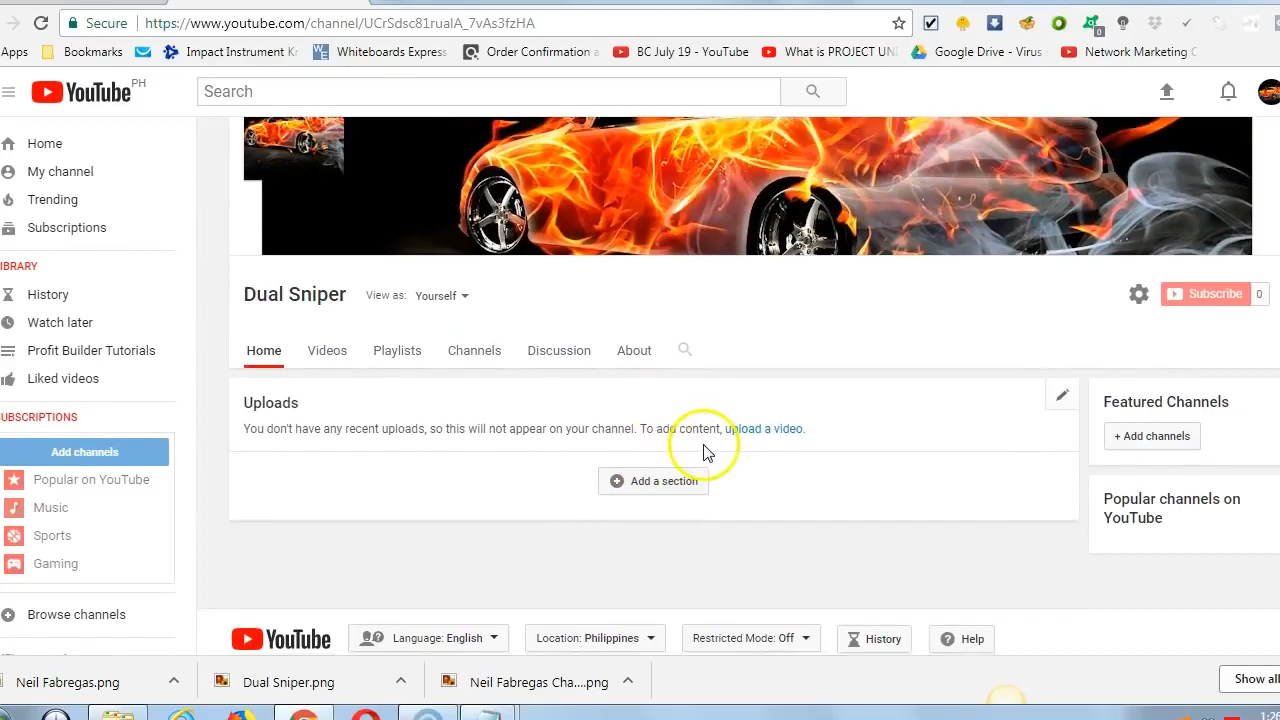 Secure https://www.youtube.com/channel/UCrSdsc81ruaIA_7vAs3fzHA
Apps Bookmarks Impact Instrument Kr Whiteboards Express Order Confirmation a BC July 19 - YouTube What is PROJECT UNI Google Drive - Virus Network Marketing C
YouTube PH Search
Home
My channel
Trending
Subscriptions
IBRARY
History
Watch later
Profit Builder Tutorials
Liked videos
UBSCRIPTIONS
Add channels
Popular on YouTube
Music
Sports
Gaming
Browse channels
Dual Sniper View as: Yourself Subscribe 0
Home Videos Playlists Channels Discussion About
Uploads
You don't have any recent uploads, so this will not appear on your channel. To add content, upload a video.
Add a section
Featured Channels
+ Add channels
Popular channels on
YouTube
YouTube Language: English Location: Philippines Restricted Mode: Off History Help
Neil Fabregas.png Dual Sniper.png Neil Fabregas Cha....png Show all